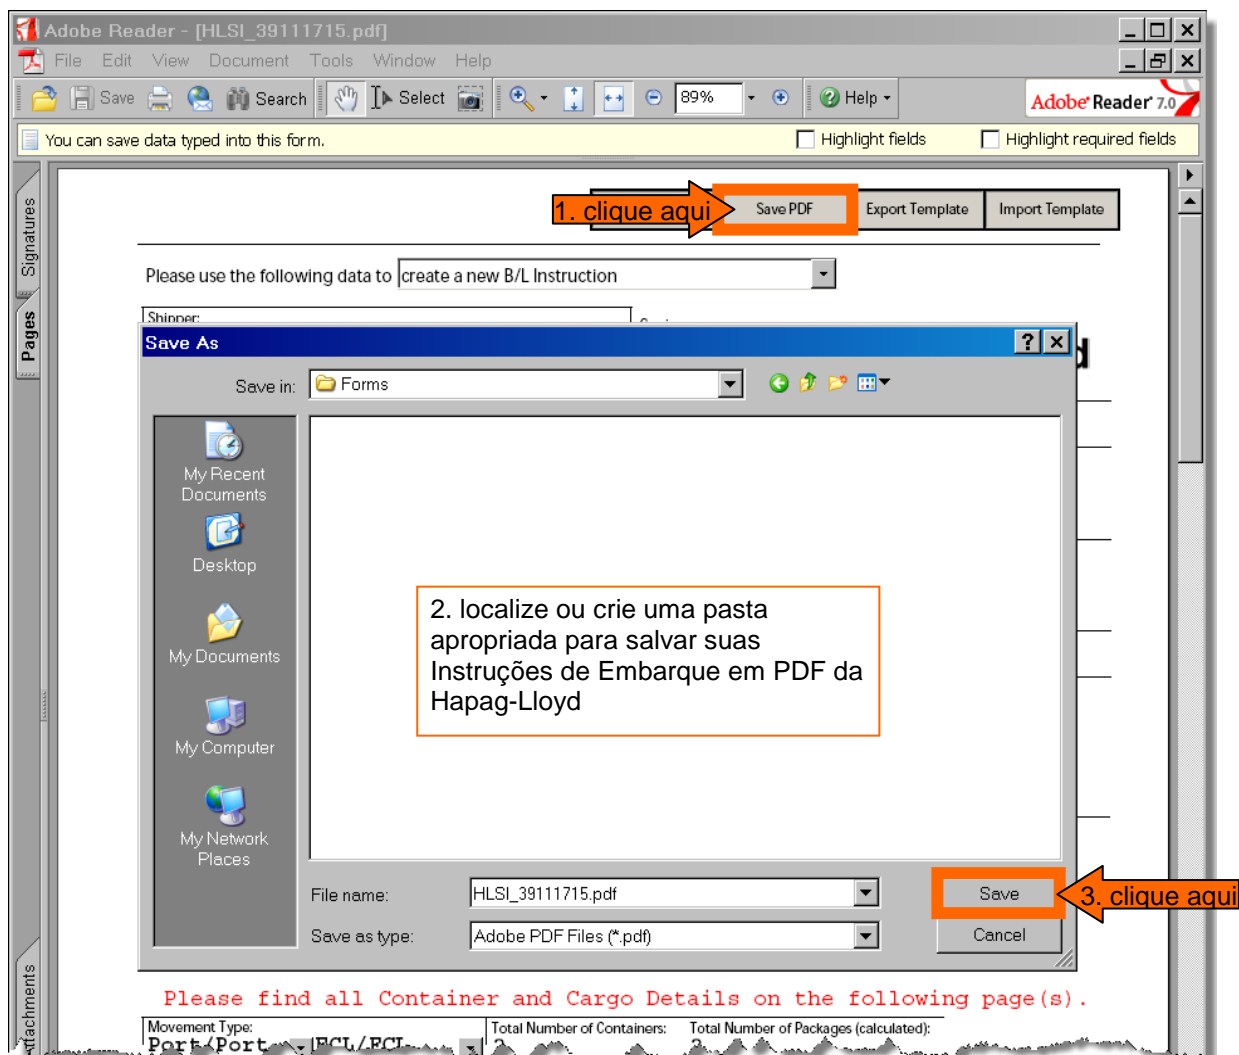 Adobe Reader - [HLSI_39111715.pdf]
File Edit View Document Tools Window Help
Save Search Select 89% Help
Adobe Reader 7.0
You can save data typed into this form. Highlight fields Highlight required fields
Signatures
Pages
Attachments
1. clique aqui Save PDF Export Template Import Template
Please use the following data to create a new B/L Instruction
Shipper:
Save As
Save in: Forms
My Recent
Documents
Desktop
My Documents
My Computer
My Network
Places
2. localize ou crie uma pasta
apropriada para salvar suas
Instruções de Embarque em PDF da
Hapag-Lloyd
File name: HLSI_39111715.pdf Save 3. clique aqui
Save as type: Adobe PDF Files (*.pdf) Cancel
Please find all Container and Cargo Details on the following page(s).
Movement Type: Total Number of Containers: Total Number of Packages (calculated):
Port/Port FCL/FCL